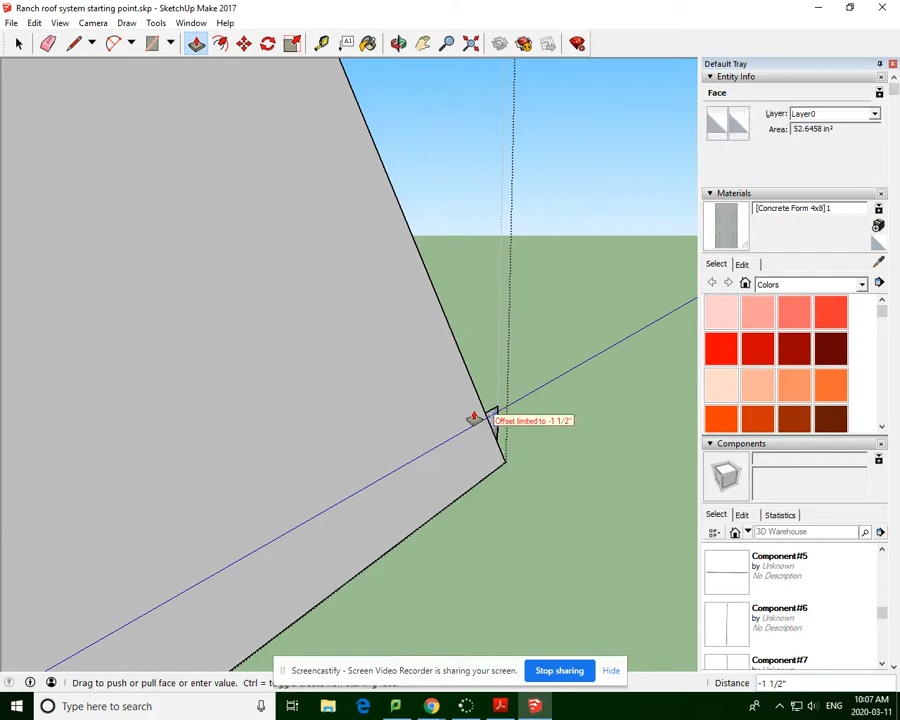 Ranch roof system starting point.skp - SketchUp Make 2017
File Edit View Camera Draw Tools Window Help
Default Tray
Entity Info
Face
Layer: Layer0
Area: 52.6458 in²
Materials
[Concrete Form 4x8]1
Select Edit
Colors
Offset limited to -1 1/2"
Components
Select Edit Statistics
3D Warehouse
Component#5
by Unknown
No Description
Component#6
by Unknown
No Description
Component#7
by Unknown
Screencastify - Screen Video Recorder is sharing your screen. Stop sharing Hide
Drag to push or pull face or enter value. Ctrl =
Distance -1 1/2"
Type here to search
ENG
10:07 AM
2020-03-11